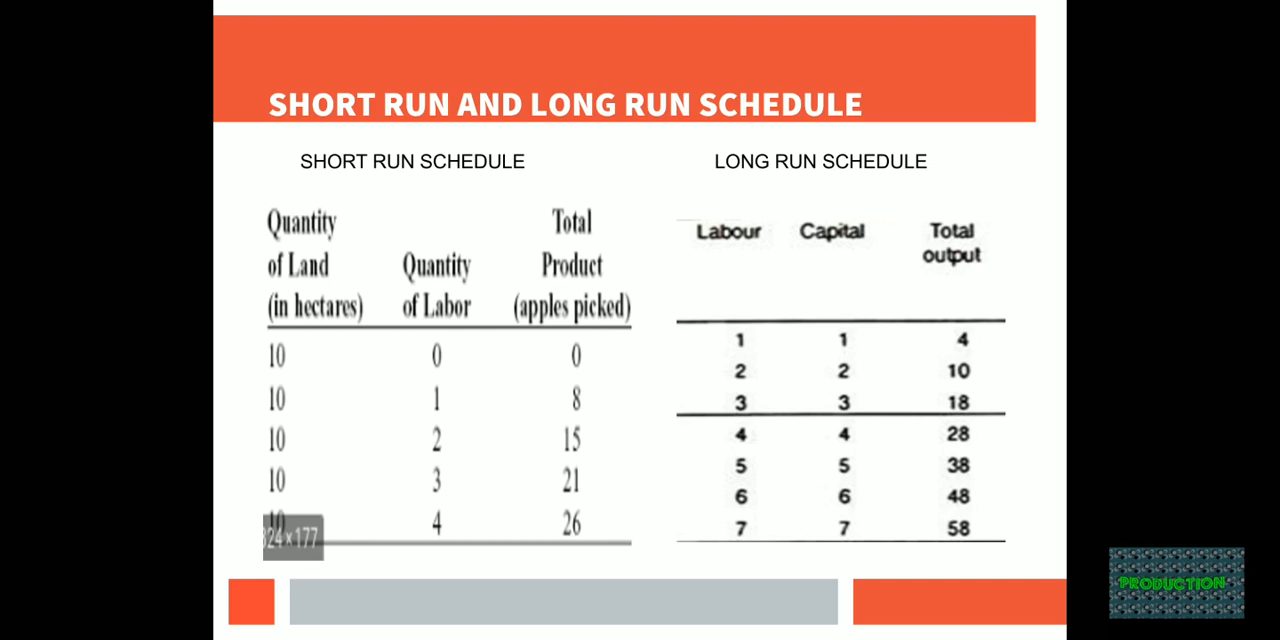 SHORT RUN AND LONG RUN SCHEDULE
SHORT RUN SCHEDULE
Quantity of Land (in hectares) Quantity of Labor Total Product (apples picked)
10 0 0
10 1 8
10 2 15
10 3 21
10 4 26
324×177
LONG RUN SCHEDULE
Labour Capital Total output
1 1 4
2 2 10
3 3 18
4 4 28
5 5 38
6 6 48
7 7 58
PRODUCTION